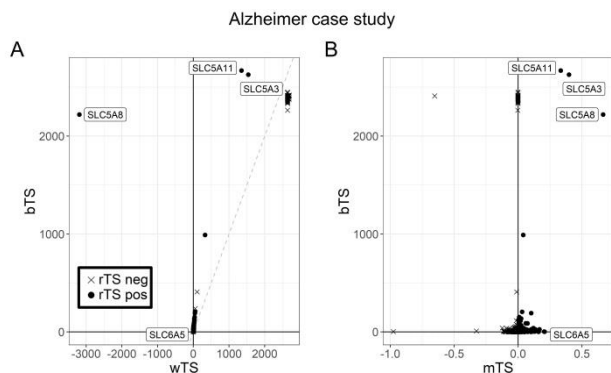 Alzheimer case study
A
B
SLC5A11
SLC5A3
SLC5A8
SLC6A5
rTS neg
rTS pos
bTS
2000
1000
0
-3000 -2000 -1000 0 1000 2000
wTS
SLC5A11
SLC5A3
SLC5A8
SLC6A5
bTS
2000
1000
0
-1.0 -0.5 0.0 0.5
mTS